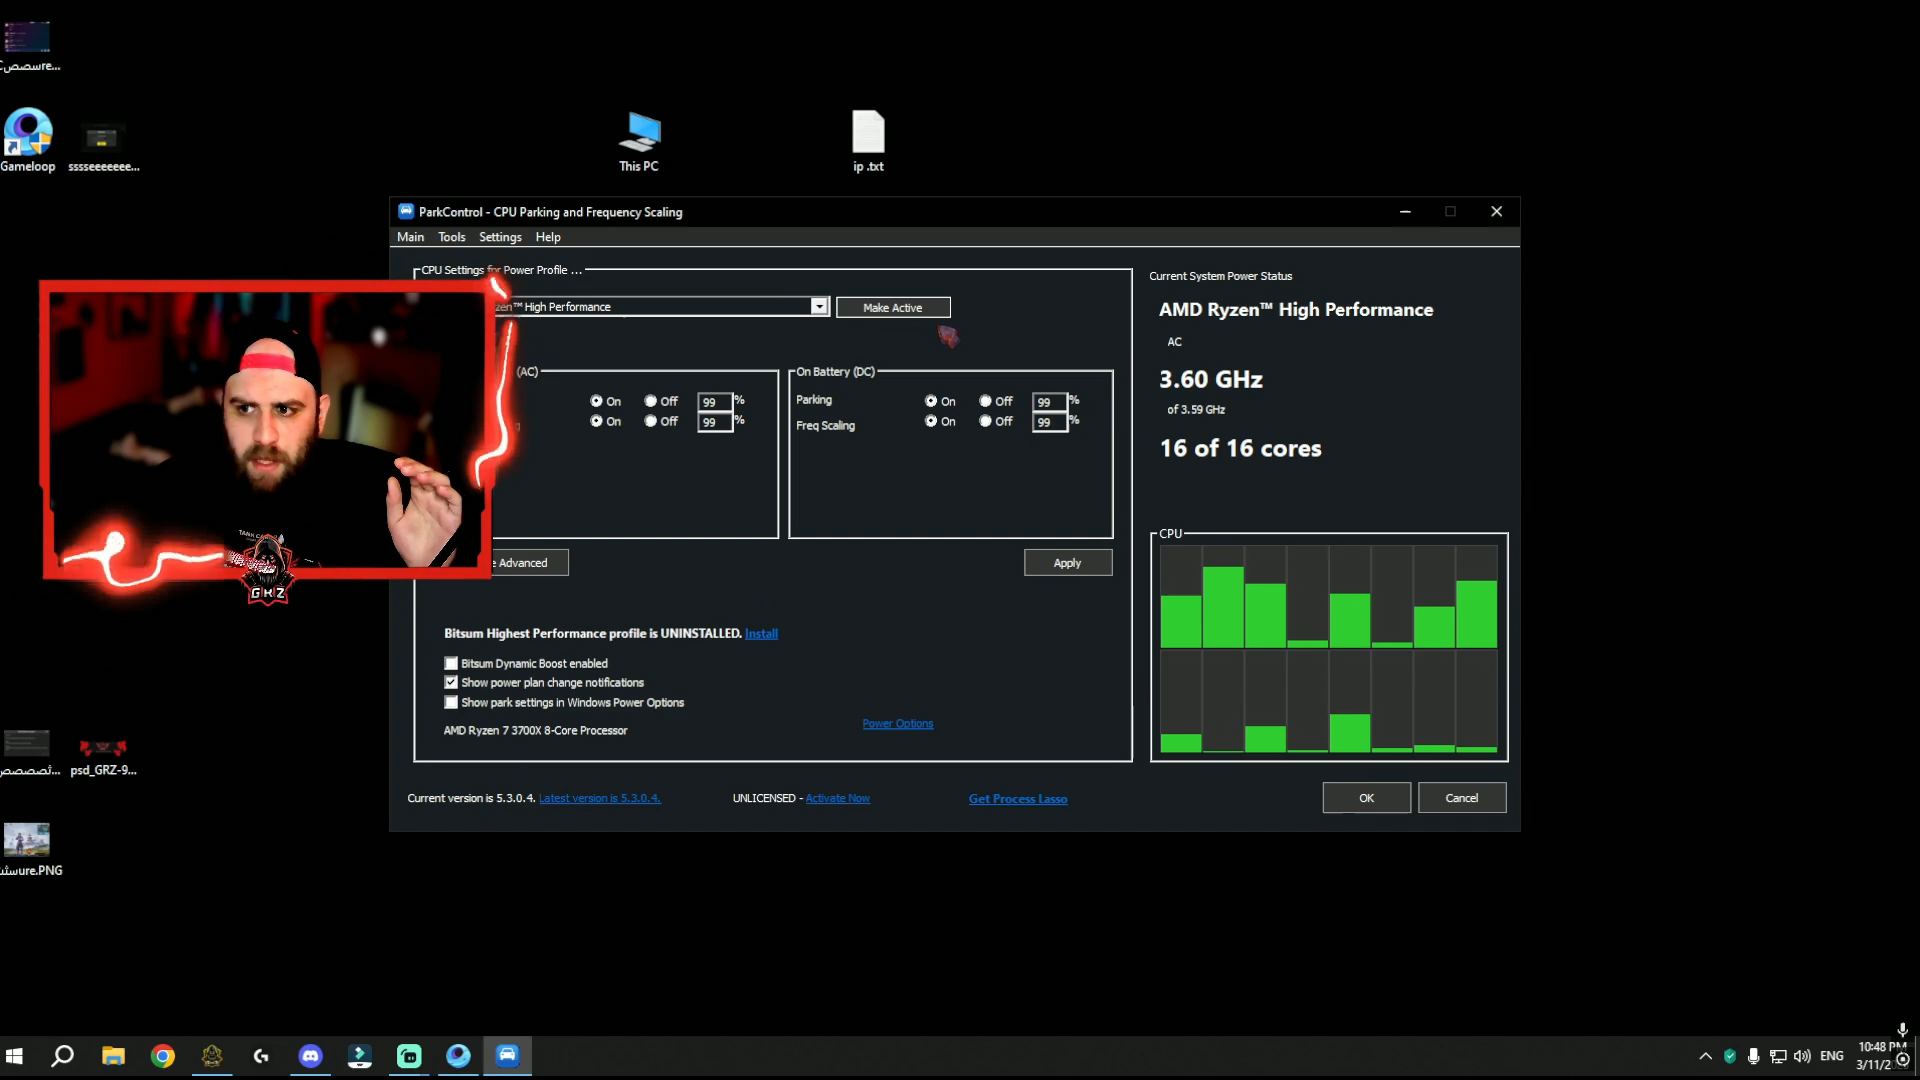 سصصص...re
Gameloop
sssseeeeeee...
This PC
ip .txt
ParkControl - CPU Parking and Frequency Scaling
Main Tools Settings Help
CPU Settings for Power Profile ...
zen™ High Performance
Make Active
(AC)
On Off 99 %
On Off 99 %
On Battery (DC)
Parking On Off 99 %
Freq Scaling On Off 99 %
Advanced
Apply
Bitsum Highest Performance profile is UNINSTALLED. Install
Bitsum Dynamic Boost enabled
Show power plan change notifications
Show park settings in Windows Power Options
AMD Ryzen 7 3700X 8-Core Processor
Power Options
Current System Power Status
AMD Ryzen™ High Performance
AC
3.60 GHz
of 3.59 GHz
16 of 16 cores
CPU
Current version is 5.3.0.4. Latest version is 5.3.0.4.
UNLICENSED - Activate Now
Get Process Lasso
OK
Cancel
GRZ
psd_GRZ-9...
ure.PNG
ENG
10:48 PM
3/11/2